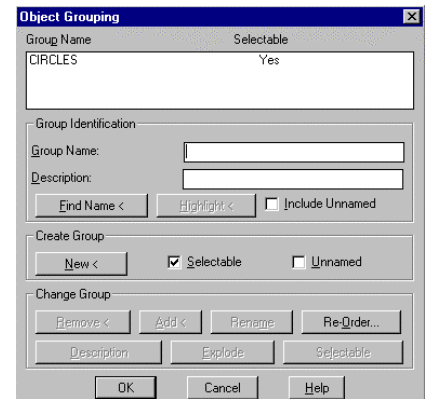 Object Grouping
Group Name Selectable
CIRCLES Yes
Group Identification
Group Name:
Description:
Find Name < Highlight < Include Unnamed
Create Group
New < Selectable Unnamed
Change Group
Remove < Add < Rename Re-Order...
Description Explode Selectable
OK Cancel Help